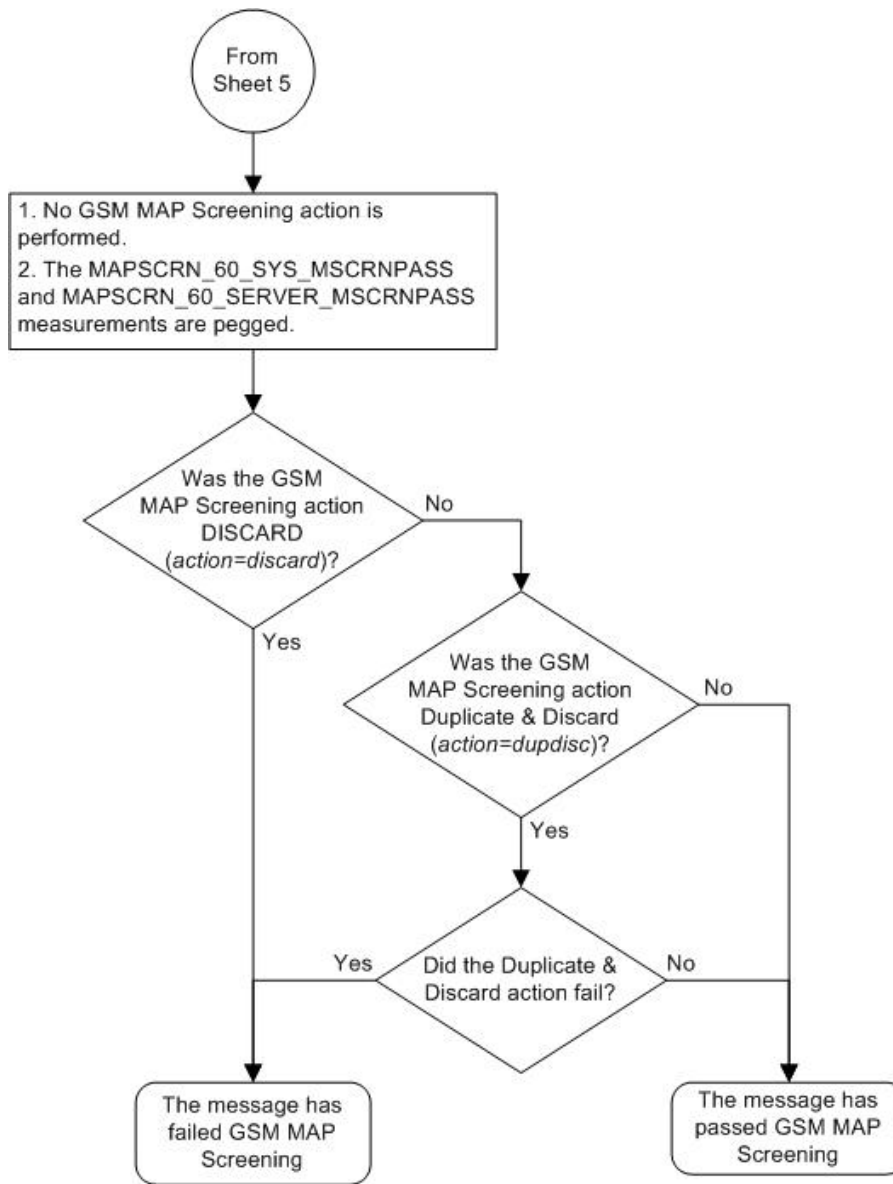 From
Sheet 5
1. No GSM MAP Screening action is
performed.
2. The MAPSCRN_60_SYS_MSCRNPASS
and MAPSCRN_60_SERVER_MSCRNPASS
measurements are pegged.
Was the GSM
MAP Screening action
DISCARD
(action=discard)?
No
Yes
Was the GSM
MAP Screening action
Duplicate & Discard
(action=dupdisc)?
No
Yes
Did the Duplicate &
Discard action fail?
Yes
No
The message has
failed GSM MAP
Screening
The message has
passed GSM MAP
Screening